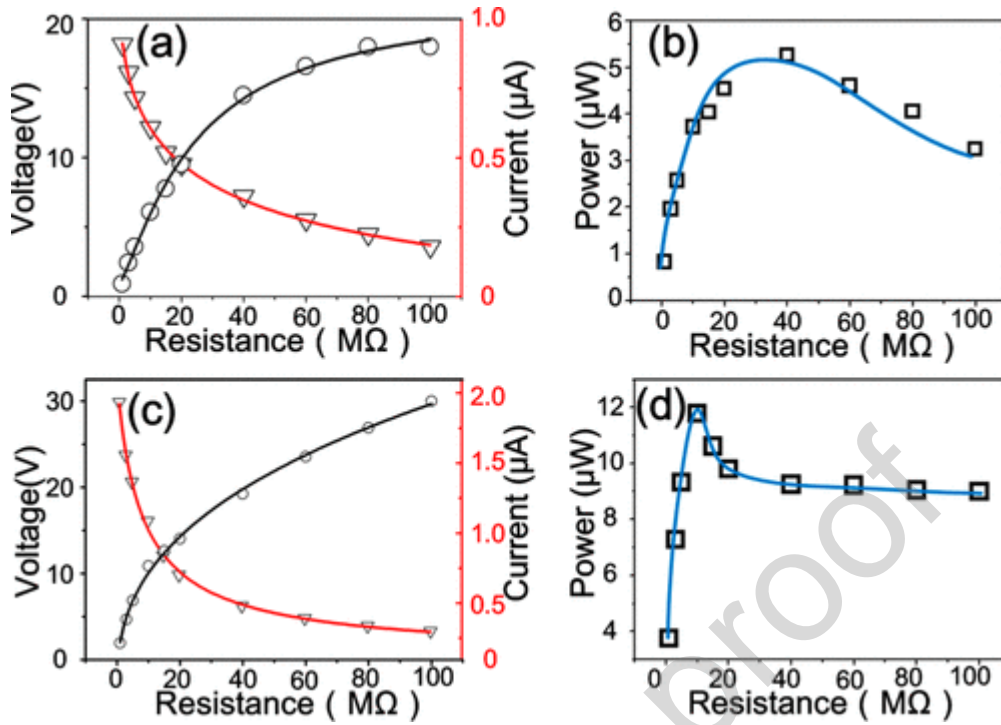 (a)
Voltage(V)
20
10
0
1.0
0.5
0
Current (µA)
0 20 40 60 80 100
Resistance ( MΩ )
(b)
Power (µW)
6
5
4
3
2
1
0
0 20 40 60 80 100
Resistance ( MΩ )
(c)
Voltage(V)
30
20
10
0
2.0
1.5
1.0
0.5
0.0
Current (µA)
0 20 40 60 80 100
Resistance ( MΩ )
(d)
Power (µW)
12
10
8
6
4
0 20 40 60 80 100
Resistance ( MΩ )
proof